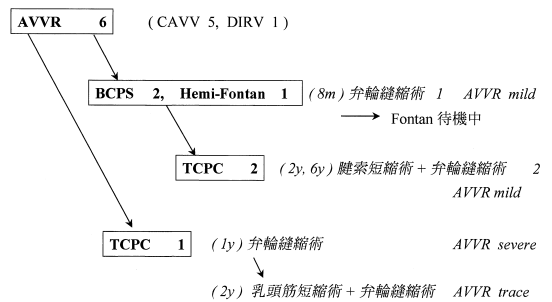 AVVR 6 (CAVV 5, DIRV 1)
BCPS 2, Hemi-Fontan 1 (8m) 弁輪縫縮術 1 AVVR mild
Fontan 待機中
TCPC 2 (2y, 6y) 腱索短縮術 + 弁輪縫縮術 2
AVVR mild
TCPC 1 (1y) 弁輪縫縮術 AVVR severe
(2y) 乳頭筋短縮術 + 弁輪縫縮術 AVVR trace